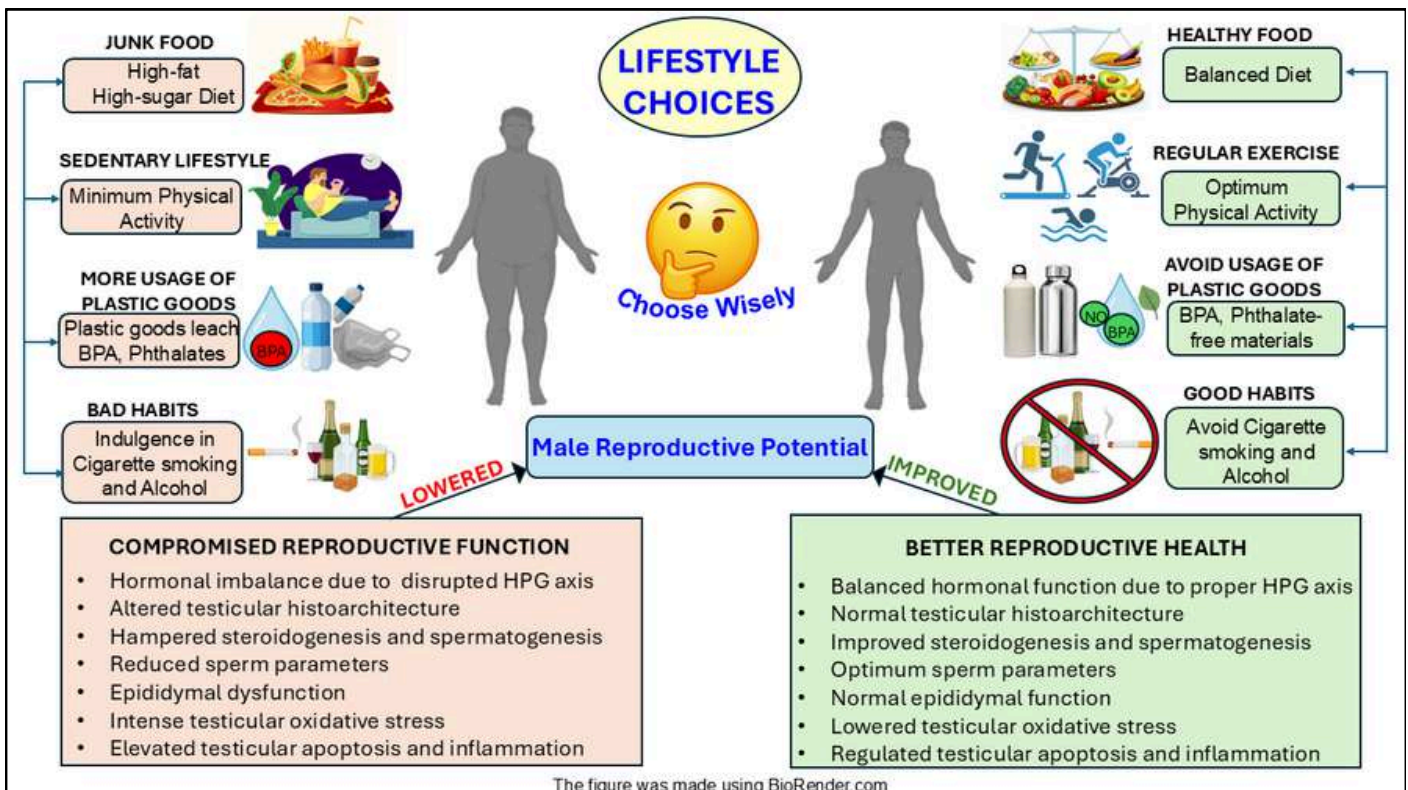 LIFESTYLE
CHOICES
JUNK FOOD
High-fat
High-sugar Diet
SEDENTARY LIFESTYLE
Minimum Physical
Activity
MORE USAGE OF
PLASTIC GOODS
Plastic goods leach
BPA, Phthalates
BPA
BAD HABITS
Indulgence in
Cigarette smoking
and Alcohol
Choose Wisely
HEALTHY FOOD
Balanced Diet
REGULAR EXERCISE
Optimum
Physical Activity
AVOID USAGE OF
PLASTIC GOODS
BPA, Phthalate-
free materials
NO
BPA
GOOD HABITS
Avoid Cigarette
smoking and
Alcohol
Male Reproductive Potential
LOWERED
IMPROVED
COMPROMISED REPRODUCTIVE FUNCTION
• Hormonal imbalance due to disrupted HPG axis
• Altered testicular histoarchitecture
• Hampered steroidogenesis and spermatogenesis
• Reduced sperm parameters
• Epididymal dysfunction
• Intense testicular oxidative stress
• Elevated testicular apoptosis and inflammation
BETTER REPRODUCTIVE HEALTH
• Balanced hormonal function due to proper HPG axis
• Normal testicular histoarchitecture
• Improved steroidogenesis and spermatogenesis
• Optimum sperm parameters
• Normal epididymal function
• Lowered testicular oxidative stress
• Regulated testicular apoptosis and inflammation
The figure was made using BioRender.com